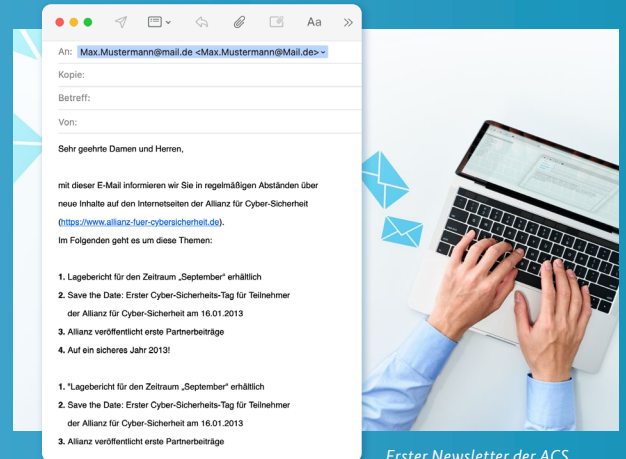 Aa
An: Max.Mustermann@mail.de <Max.Mustermann@Mail.de>
Kopie:
Betreff:
Von:
Sehr geehrte Damen und Herren,
mit dieser E-Mail informieren wir Sie in regelmäßigen Abständen über
neue Inhalte auf den Internetseiten der Allianz für Cyber-Sicherheit
(https://www.allianz-fuer-cybersicherheit.de).
Im Folgenden geht es um diese Themen:
1. Lagebericht für den Zeitraum „September“ erhältlich
2. Save the Date: Erster Cyber-Sicherheits-Tag für Teilnehmer
der Allianz für Cyber-Sicherheit am 16.01.2013
3. Allianz veröffentlicht erste Partnerbeiträge
4. Auf ein sicheres Jahr 2013!
1. "Lagebericht für den Zeitraum „September“ erhältlich
2. Save the Date: Erster Cyber-Sicherheits-Tag für Teilnehmer
der Allianz für Cyber-Sicherheit am 16.01.2013
3. Allianz veröffentlicht erste Partnerbeiträge
Erster Newsletter der ACS